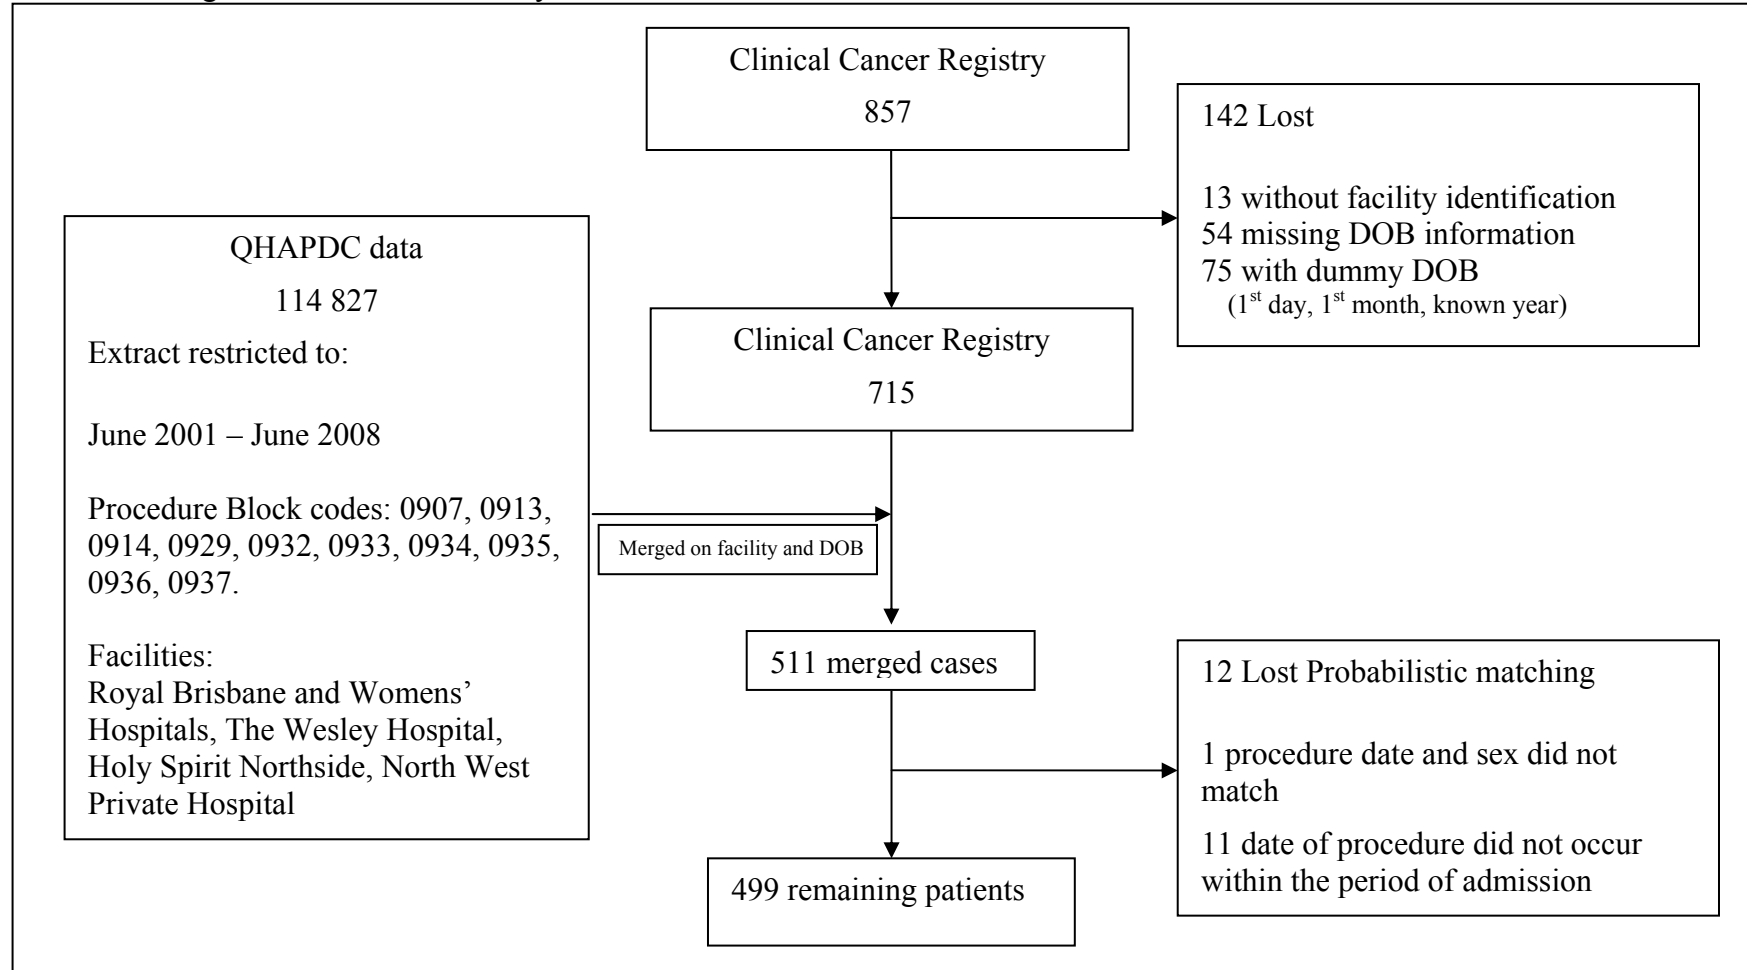 Clinical Cancer Registry
857
142 Lost
13 without facility identification
54 missing DOB information
75 with dummy DOB
(1st day, 1st month, known year)
QHAPDC data
114 827
Extract restricted to:
June 2001 – June 2008
Procedure Block codes: 0907, 0913,
0914, 0929, 0932, 0933, 0934, 0935,
0936, 0937.
Facilities:
Royal Brisbane and Womens’
Hospitals, The Wesley Hospital,
Holy Spirit Northside, North West
Private Hospital
Clinical Cancer Registry
715
Merged on facility and DOB
511 merged cases
12 Lost Probabilistic matching
1 procedure date and sex did not
match
11 date of procedure did not occur
within the period of admission
499 remaining patients